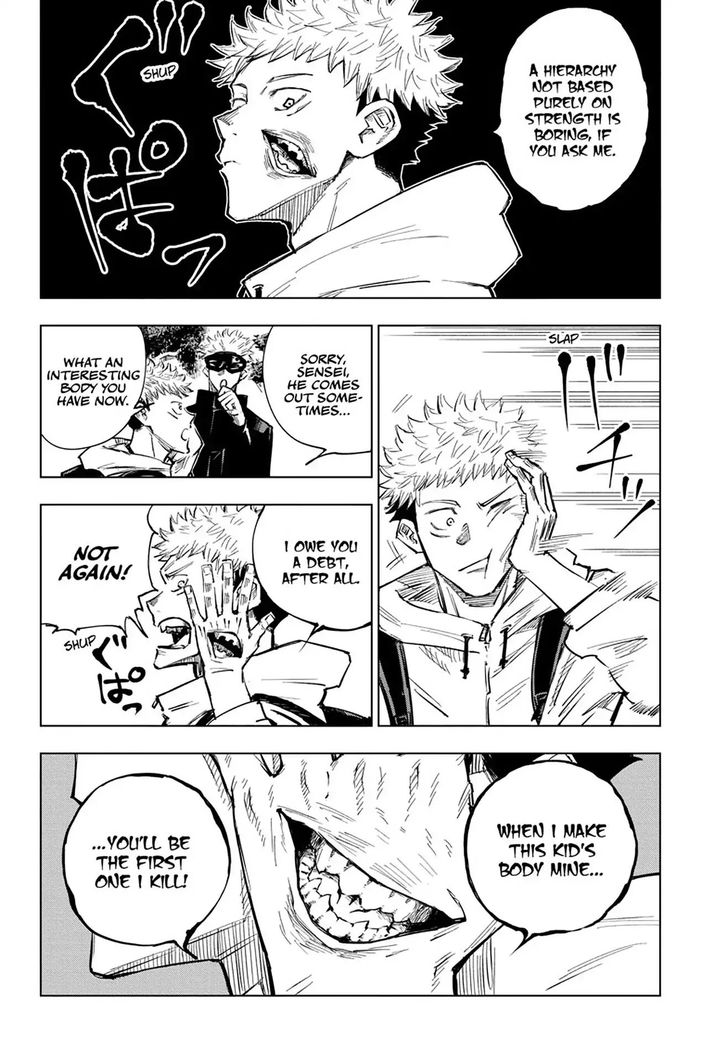 A HIERARCHY
NOT BASED
PURELY ON
STRENGTH IS
BORING, IF
YOU ASK ME.
SHUP
ぐぱっ
SLAP
バチッ
SORRY,
SENSEI,
HE COMES
OUT SOME-
TIMES...
WHAT AN
INTERESTING
BODY YOU
HAVE NOW.
I OWE YOU
A DEBT,
AFTER ALL.
NOT
AGAIN!
SHUP
ぐぱっ
WHEN I MAKE
THIS KID'S
BODY MINE...
...YOU'LL BE
THE FIRST
ONE I KILL!